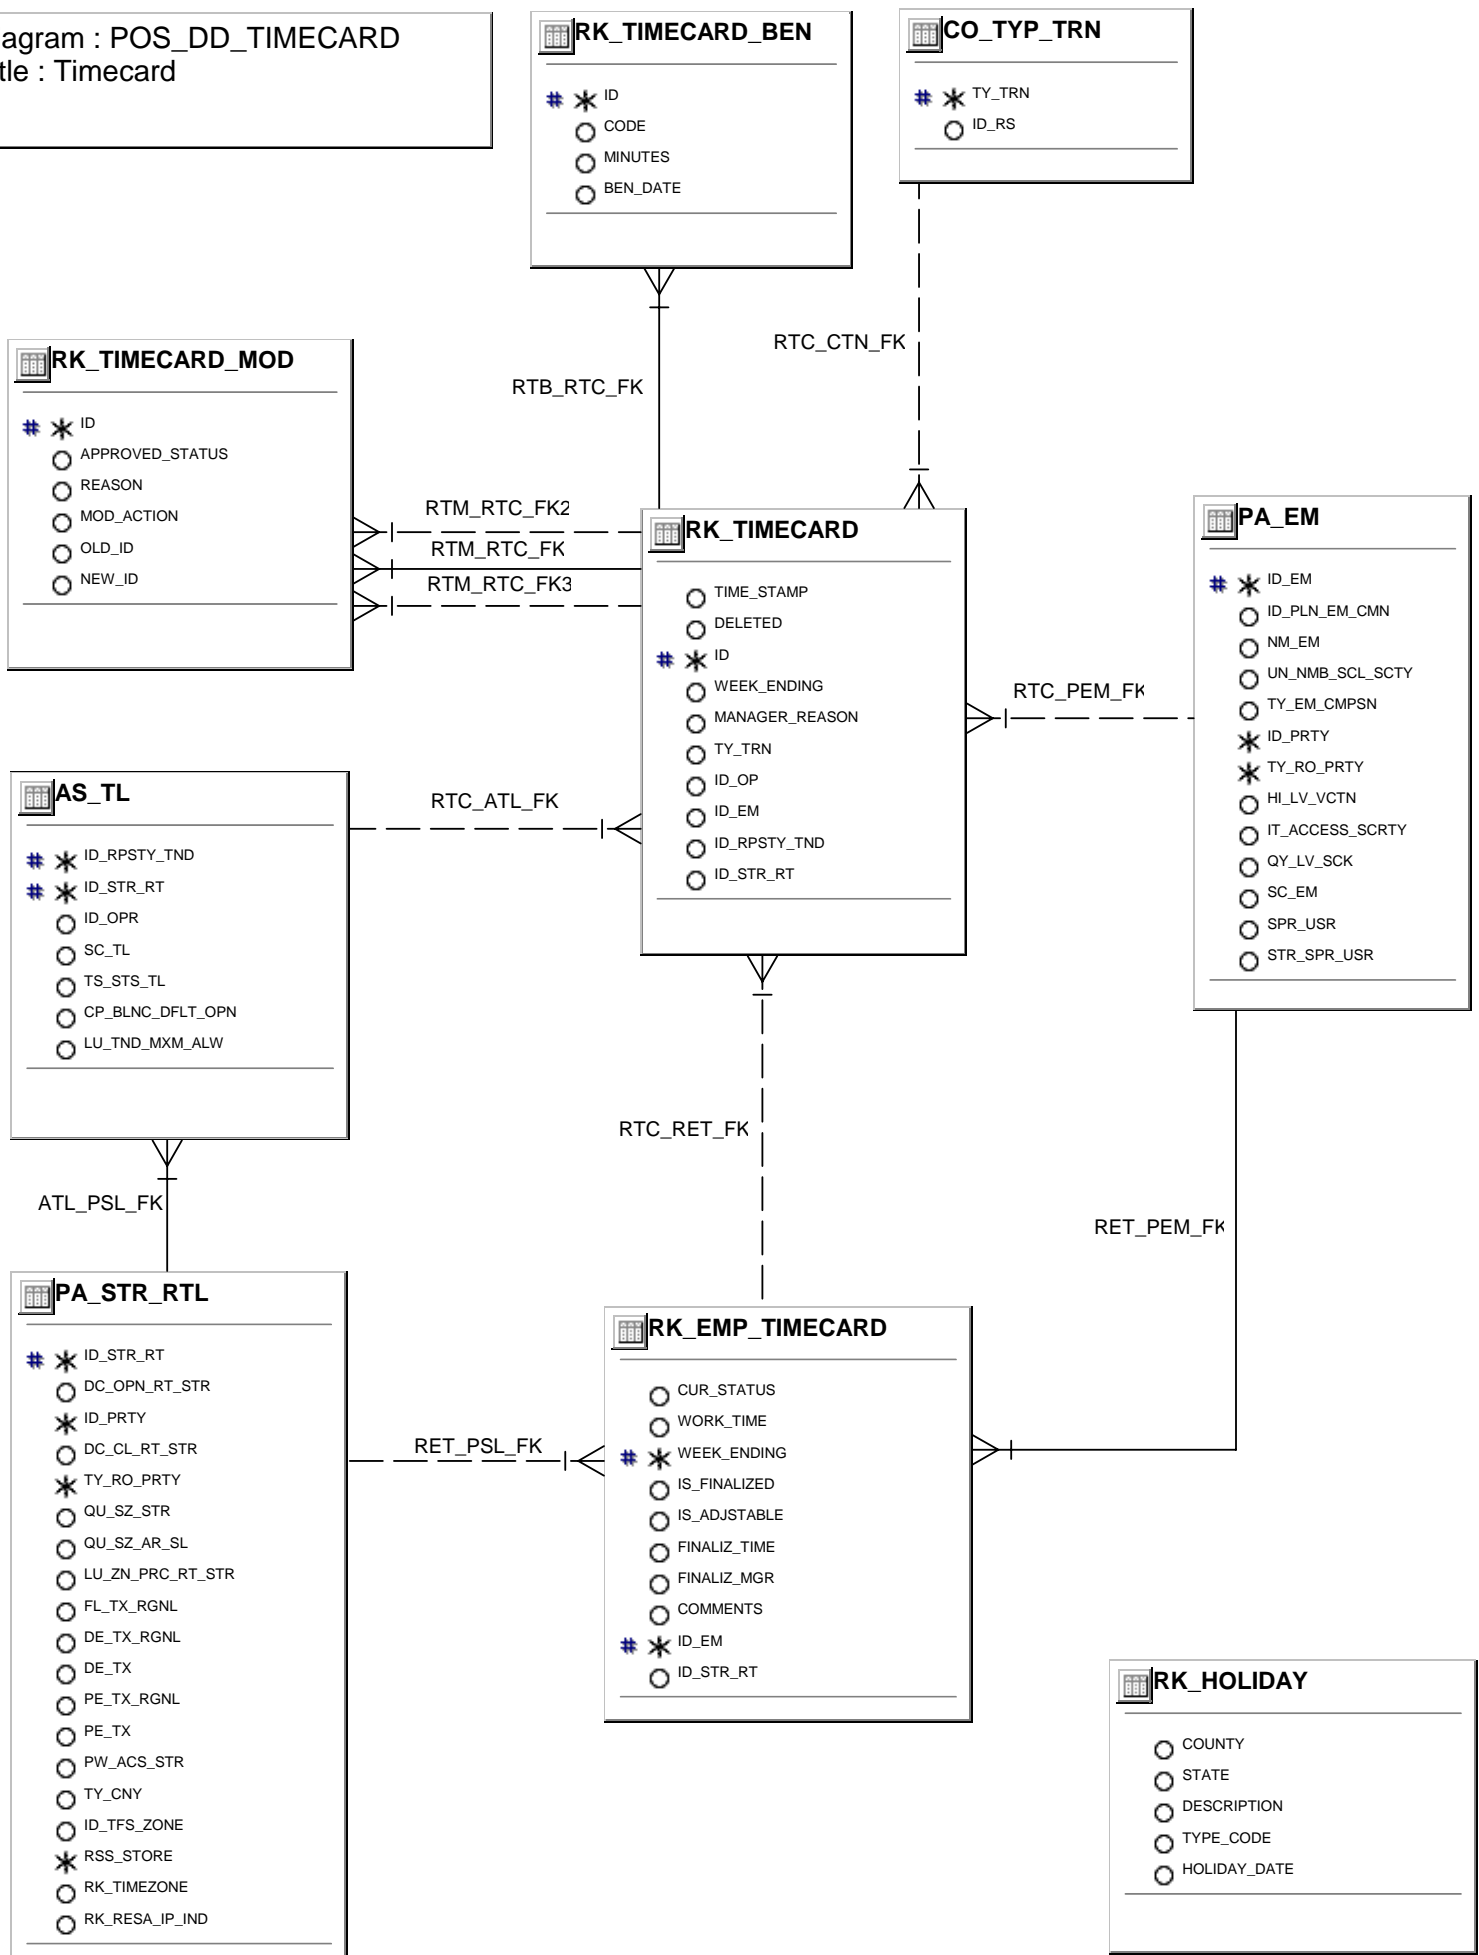 agram : POS_DD_TIMECARD
tle : Timecard
RK_TIMECARD_BEN
# * ID
CODE
MINUTES
BEN_DATE
CO_TYP_TRN
# * TY_TRN
ID_RS
RTC_CTN_FK
RTB_RTC_FK
RK_TIMECARD_MOD
# * ID
APPROVED_STATUS
REASON
MOD_ACTION
OLD_ID
NEW_ID
RTM_RTC_FK2
RTM_RTC_FK
RTM_RTC_FK3
RK_TIMECARD
TIME_STAMP
DELETED
# * ID
WEEK_ENDING
MANAGER_REASON
TY_TRN
ID_OP
ID_EM
ID_RPSTY_TND
ID_STR_RT
RTC_PEM_FK
PA_EM
# * ID_EM
ID_PLN_EM_CMN
NM_EM
UN_NMB_SCL_SCTY
TY_EM_CMPSN
* ID_PRTY
* TY_RO_PRTY
HI_LV_VCTN
IT_ACCESS_SCRTY
QY_LV_SCK
SC_EM
SPR_USR
STR_SPR_USR
AS_TL
# * ID_RPSTY_TND
# * ID_STR_RT
ID_OPR
SC_TL
TS_STS_TL
CP_BLNC_DFLT_OPN
LU_TND_MXM_ALW
RTC_ATL_FK
RTC_RET_FK
ATL_PSL_FK
RET_PEM_FK
PA_STR_RTL
# * ID_STR_RT
DC_OPN_RT_STR
* ID_PRTY
DC_CL_RT_STR
* TY_RO_PRTY
QU_SZ_STR
QU_SZ_AR_SL
LU_ZN_PRC_RT_STR
FL_TX_RGNL
DE_TX_RGNL
DE_TX
PE_TX_RGNL
PE_TX
PW_ACS_STR
TY_CNY
ID_TFS_ZONE
* RSS_STORE
RK_TIMEZONE
RK_RESA_IP_IND
RET_PSL_FK
RK_EMP_TIMECARD
CUR_STATUS
WORK_TIME
# * WEEK_ENDING
IS_FINALIZED
IS_ADJSTABLE
FINALIZ_TIME
FINALIZ_MGR
COMMENTS
# * ID_EM
ID_STR_RT
RK_HOLIDAY
COUNTY
STATE
DESCRIPTION
TYPE_CODE
HOLIDAY_DATE